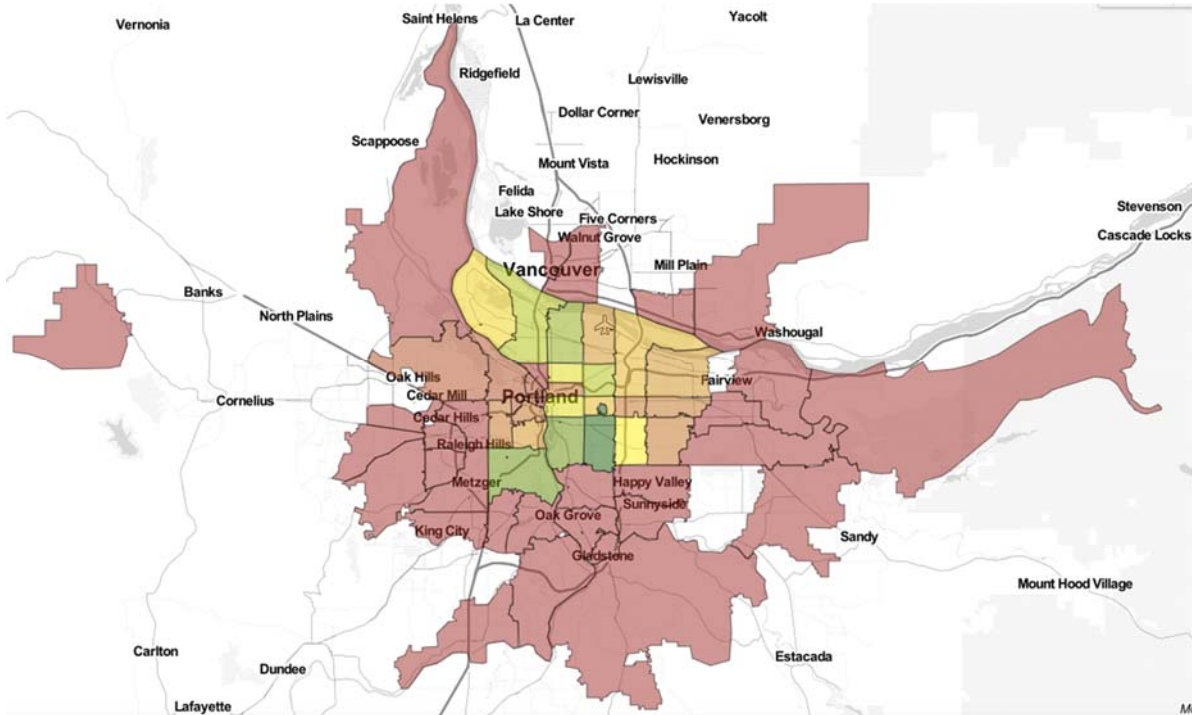 Saint Helens
La Center
Yacolt
Vernonia
Ridgefield
Lewisville
Dollar Corner
Venersborg
Scappoose
Mount Vista
Hockinson
Felida
Lake Shore
Five Corners
Walnut Grove
Stevenson
Cascade Locks
Vancouver
Mill Plain
Banks
North Plains
Washougal
Oak Hills
Fairview
Cedar Mill
Portland
Cornelius
Cedar Hills
Raleigh Hills
Metzger
Happy Valley
Sunnyside
Oak Grove
King City
Gladstone
Sandy
Mount Hood Village
Carlton
Dundee
Estacada
Lafayette